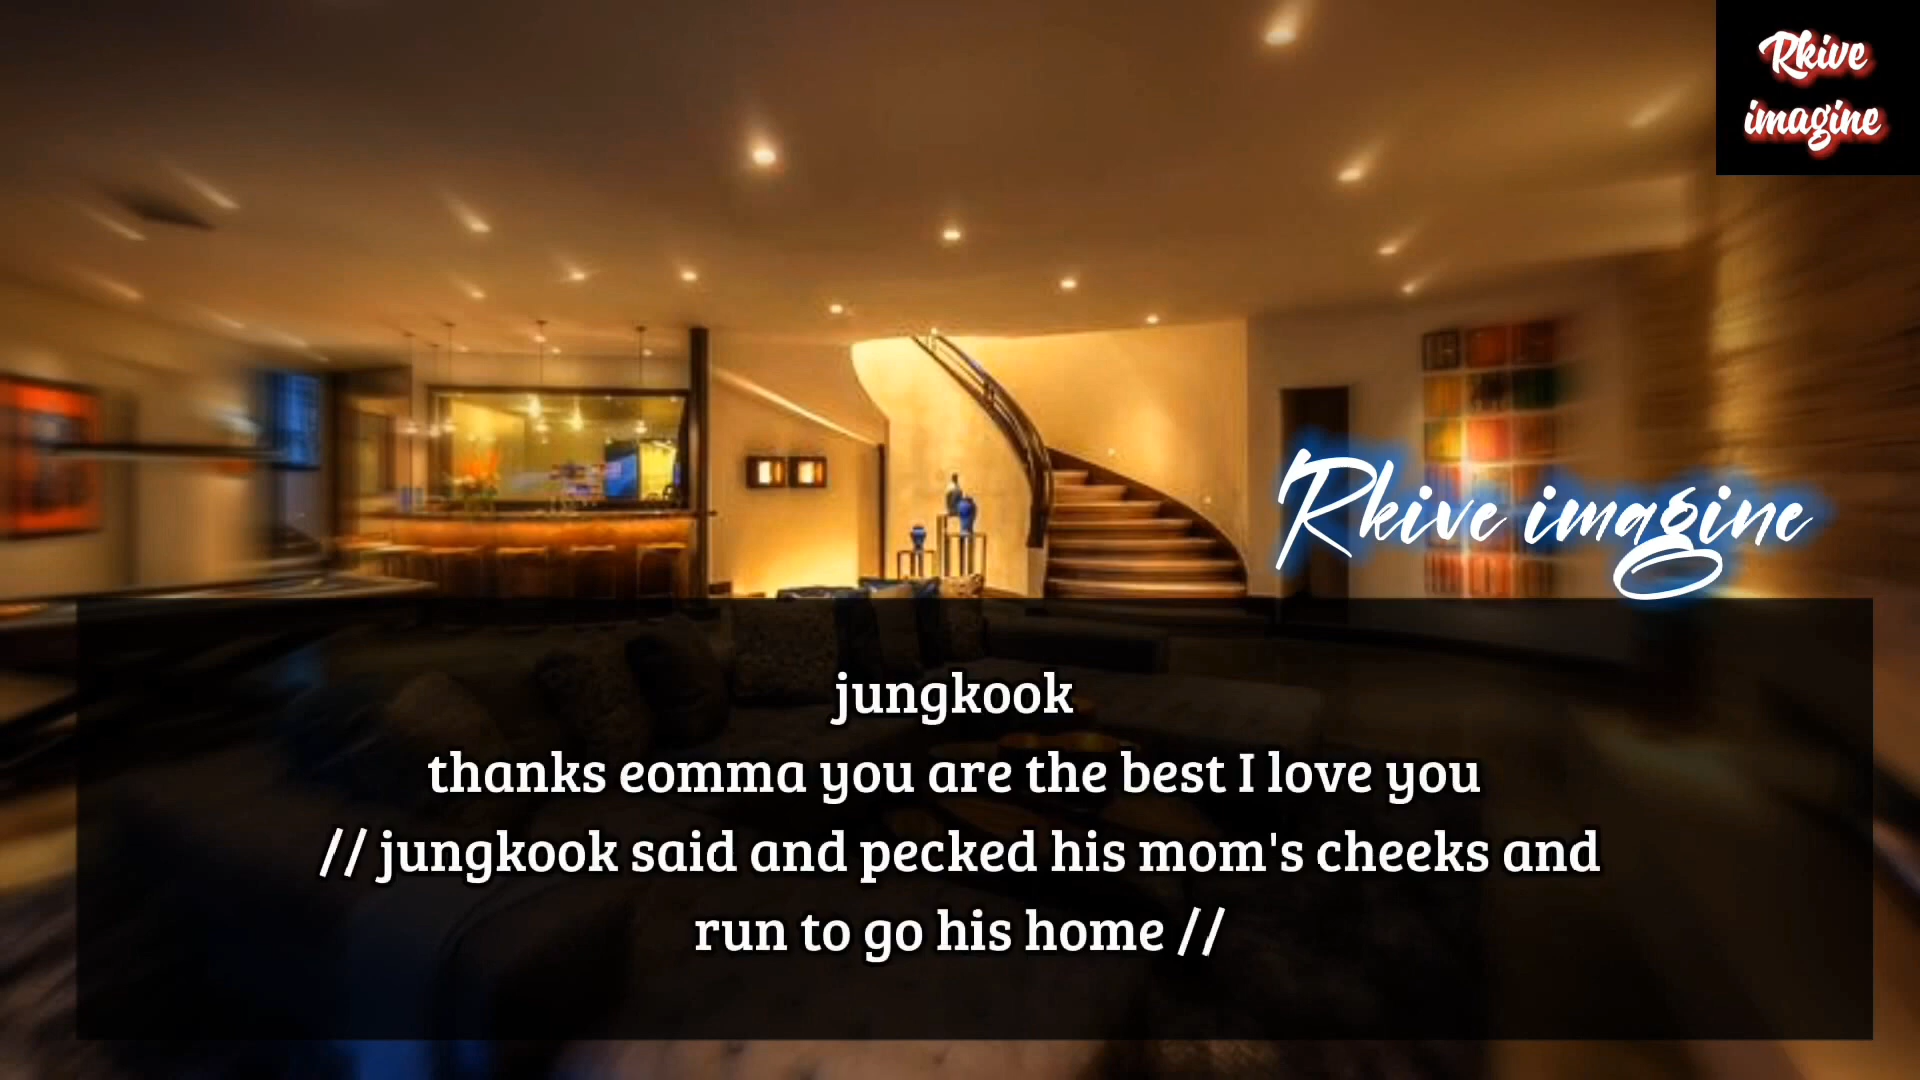 Rkive
imagine
Rkive imagine
jungkook
thanks eomma you are the best I love you
// jungkook said and pecked his mom's cheeks and
run to go his home //